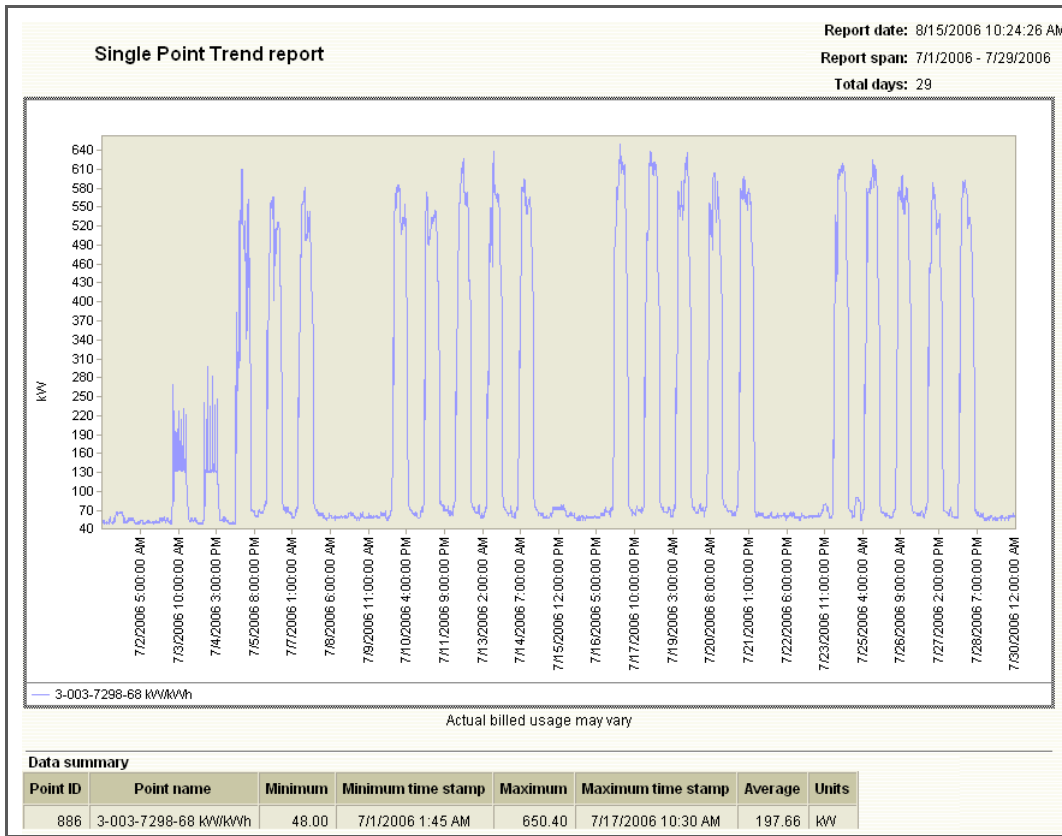 Single Point Trend report
Report date: 8/15/2006 10:24:26 AM
Report span: 7/1/2006 - 7/29/2006
Total days: 29
kW
640
610
580
550
520
490
460
430
400
370
340
310
280
250
220
190
160
130
100
70
40
7/2/2006 5:00:00 AM
7/3/2006 10:00:00 AM
7/4/2006 3:00:00 PM
7/5/2006 8:00:00 PM
7/7/2006 1:00:00 AM
7/8/2006 6:00:00 AM
7/9/2006 11:00:00 AM
7/10/2006 4:00:00 PM
7/11/2006 9:00:00 PM
7/13/2006 2:00:00 AM
7/14/2006 7:00:00 AM
7/15/2006 12:00:00 PM
7/16/2006 5:00:00 PM
7/17/2006 10:00:00 PM
7/19/2006 3:00:00 AM
7/20/2006 8:00:00 AM
7/21/2006 1:00:00 PM
7/22/2006 6:00:00 PM
7/23/2006 11:00:00 PM
7/25/2006 4:00:00 AM
7/26/2006 9:00:00 AM
7/27/2006 2:00:00 PM
7/28/2006 7:00:00 PM
7/30/2006 12:00:00 AM
3-003-7298-68 kW/kWh
Actual billed usage may vary
Data summary
Point ID Point name Minimum Minimum time stamp Maximum Maximum time stamp Average Units
886 3-003-7298-68 kW/kWh 48.00 7/1/2006 1:45 AM 650.40 7/17/2006 10:30 AM 197.66 kW